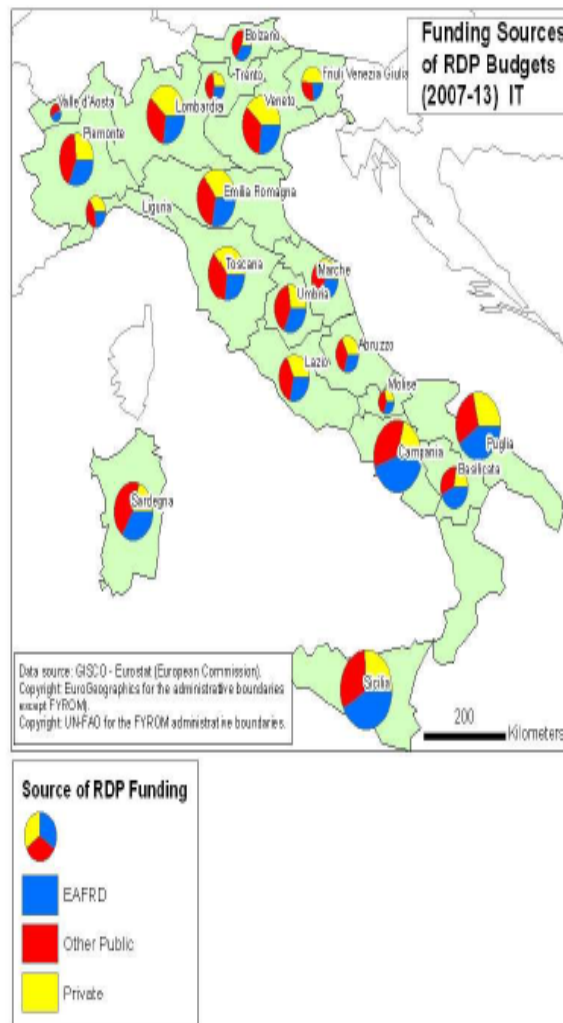 Funding Sources
of RDP Budgets
(2007-13) IT
Bolzano
Trento
Friuli Venezia Giulia
Valle d'Aosta
Lombardia
Veneto
Piemonte
Emilia Romagna
Liguria
Toscana
Marche
Umbria
Abruzzo
Lazio
Molise
Campania
Puglia
Basilicata
Sardegna
Sicilia
Data source: GISCO - Eurostat (European Commission).
Copyright: EuroGeographics for the administrative boundaries
except FYROM).
Copyright: UN-FAO for the FYROM administrative boundaries.
200
Kilometers
Source of RDP Funding
EAFRD
Other Public
Private